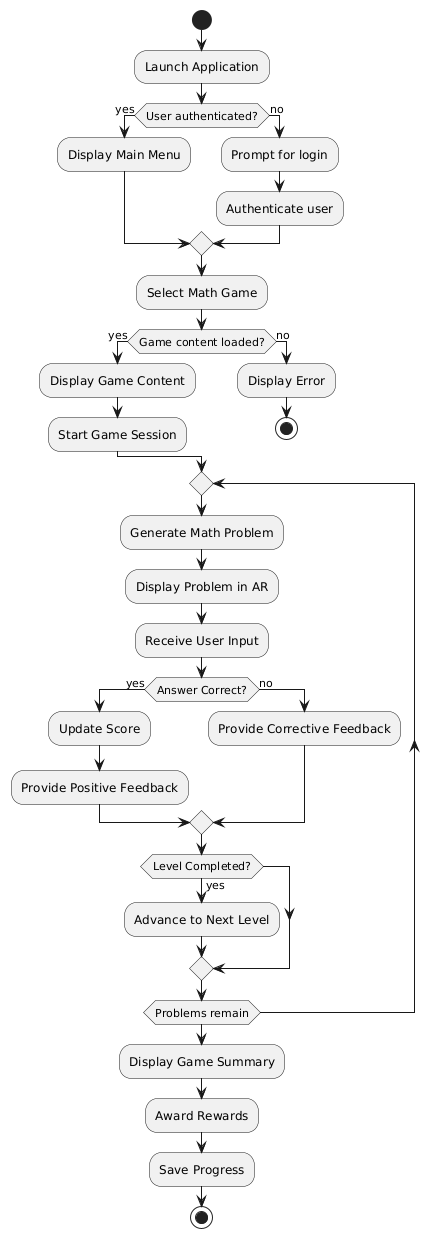 Launch Application
yes
User authenticated?
no
Display Main Menu
Prompt for login
Authenticate user
Select Math Game
yes
Game content loaded?
no
Display Game Content
Display Error
Start Game Session
Generate Math Problem
Display Problem in AR
Receive User Input
yes
Answer Correct?
no
Update Score
Provide Corrective Feedback
Provide Positive Feedback
Level Completed?
yes
Advance to Next Level
Problems remain
Display Game Summary
Award Rewards
Save Progress